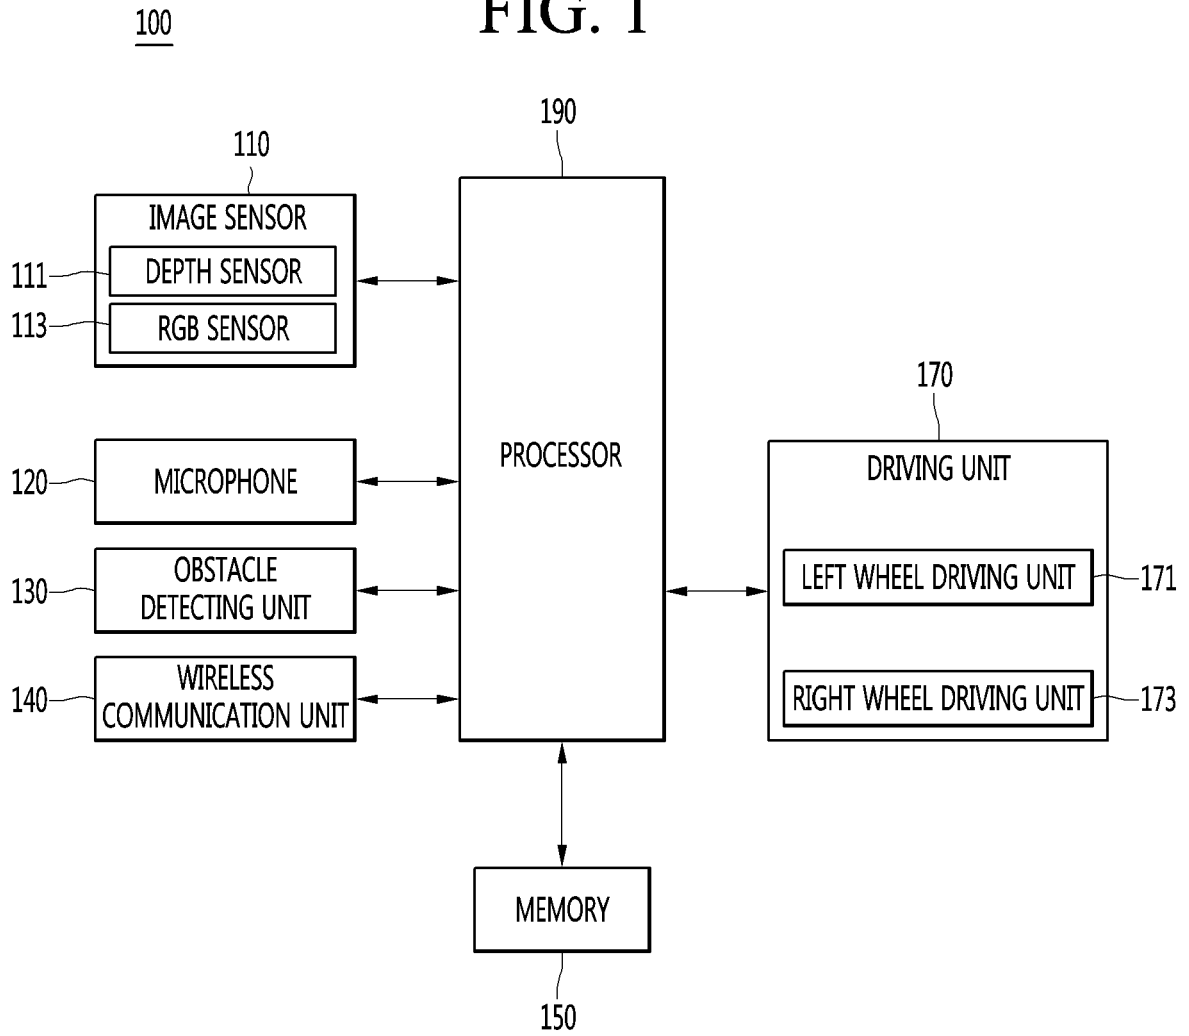 FIG. 1
100
190
110
IMAGE SENSOR
111
DEPTH SENSOR
113
RGB SENSOR
170
120
MICROPHONE
PROCESSOR
DRIVING UNIT
130
OBSTACLE
DETECTING UNIT
LEFT WHEEL DRIVING UNIT
171
140
WIRELESS
COMMUNICATION UNIT
RIGHT WHEEL DRIVING UNIT
173
MEMORY
150